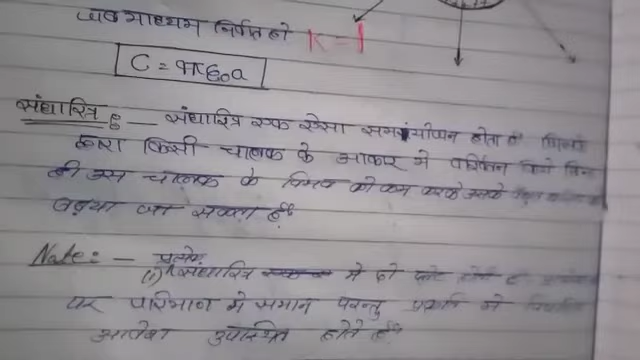 जब माध्यम निर्वात हो K=1
C = 4πε₀a
संधारित्र :— संधारित्र एक ऐसा समायोजन होता है जिसके
द्वारा किसी चालक के आकार में परिवर्तन किये बिना
ही उस चालक के विभव को कम करके उसके
बढ़ाया जा सकता है।
Note:— प्रत्येक
(i) संधारित्र में दो प्लेट होती है
पर परिमाण में समान परन्तु प्रकृति में विपरीत
आवेश उपस्थित होते हैं।